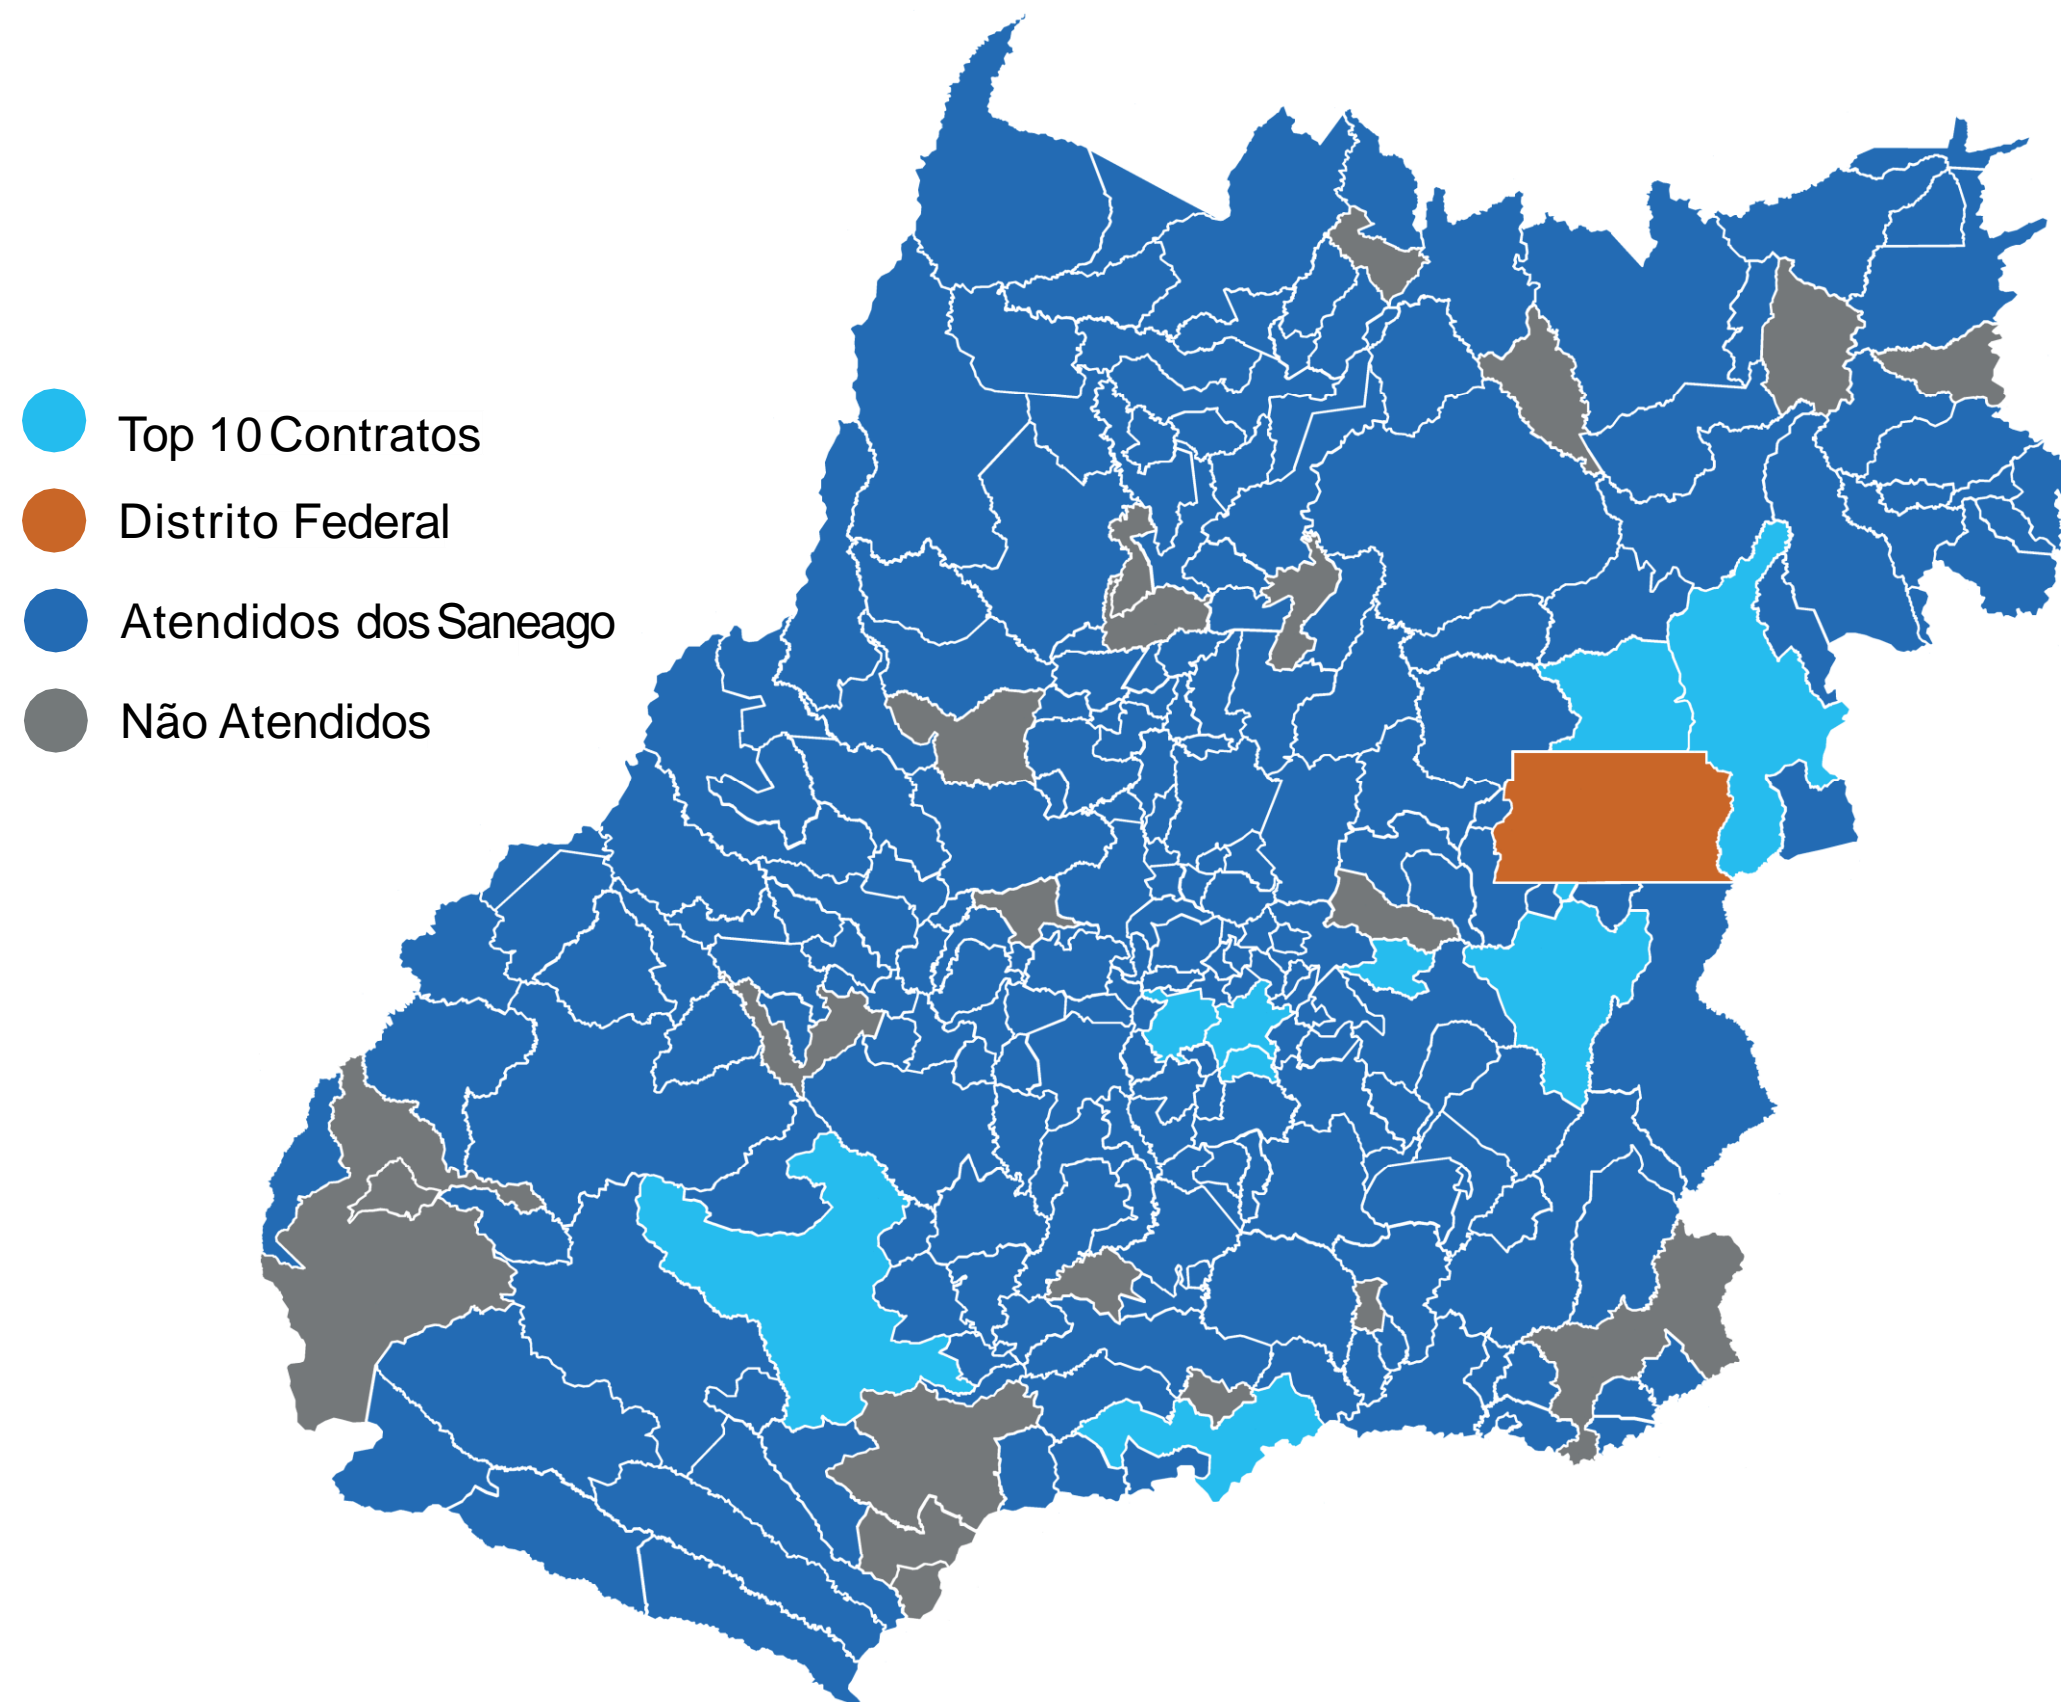 Top 10 Contratos
Distrito Federal
Atendidos dos Saneago
Não Atendidos